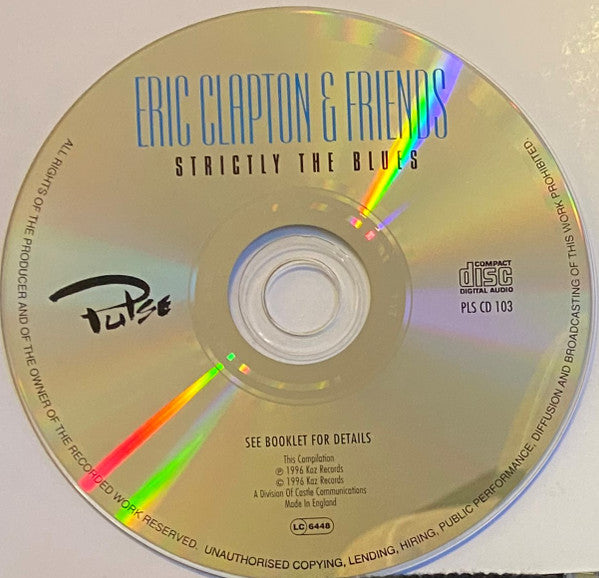 ERIC CLAPTON & FRIENDS
STRICTLY THE BLUES
Pulse
COMPACT
disc
DIGITAL AUDIO
PLS CD 103
SEE BOOKLET FOR DETAILS
This Compilation
℗ 1996 Kaz Records
© 1996 Kaz Records
A Division Of Castle Communications
Made In England
LC 6448
ALL RIGHTS OF THE PRODUCER AND OF THE OWNER OF THE RECORDED WORK RESERVED. UNAUTHORISED COPYING, LENDING, HIRING, PUBLIC PERFORMANCE, DIFFUSION AND BROADCASTING OF THIS WORK PROHIBITED.